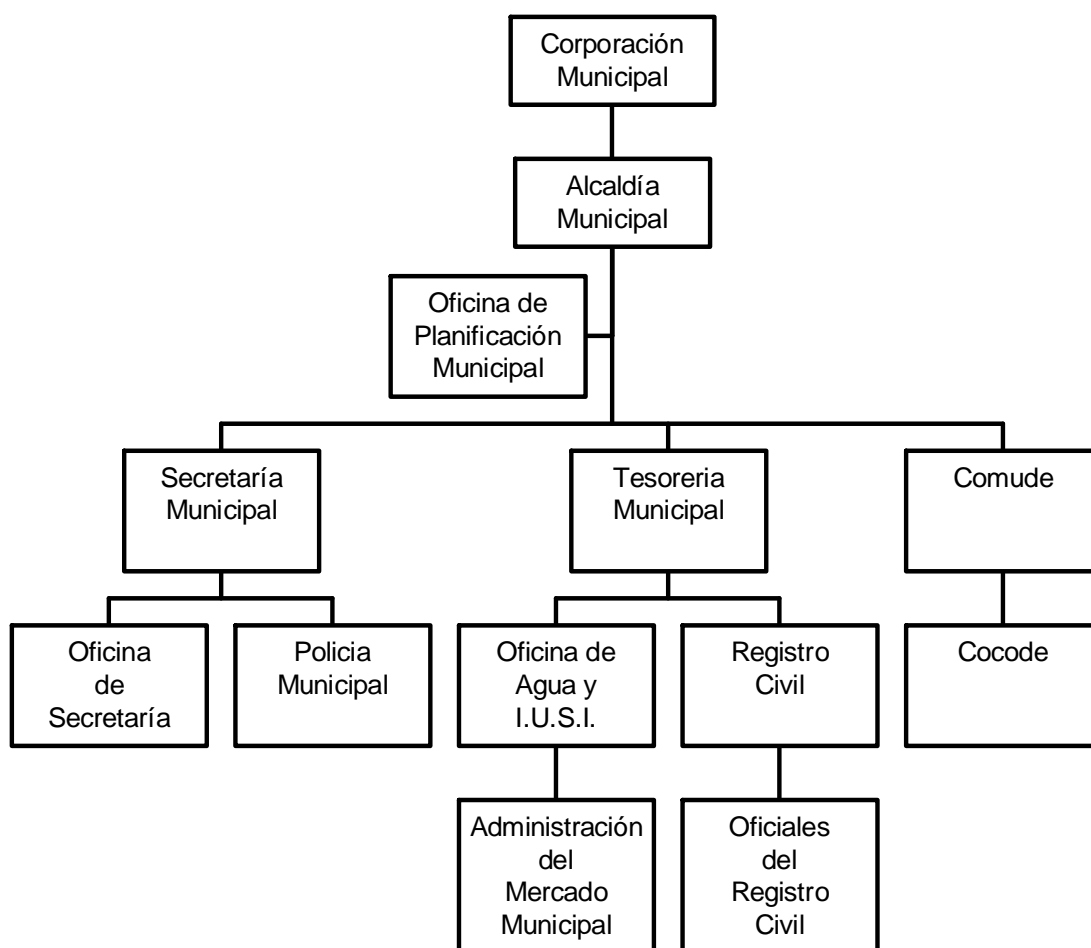 Corporación
Municipal
Alcaldía
Municipal
Oficina de
Planificación
Municipal
Secretaría
Municipal
Tesoreria
Municipal
Comude
Oficina
de
Secretaría
Policia
Municipal
Oficina de
Agua y
I.U.S.I.
Registro
Civil
Cocode
Administración
del
Mercado
Municipal
Oficiales
del
Registro
Civil